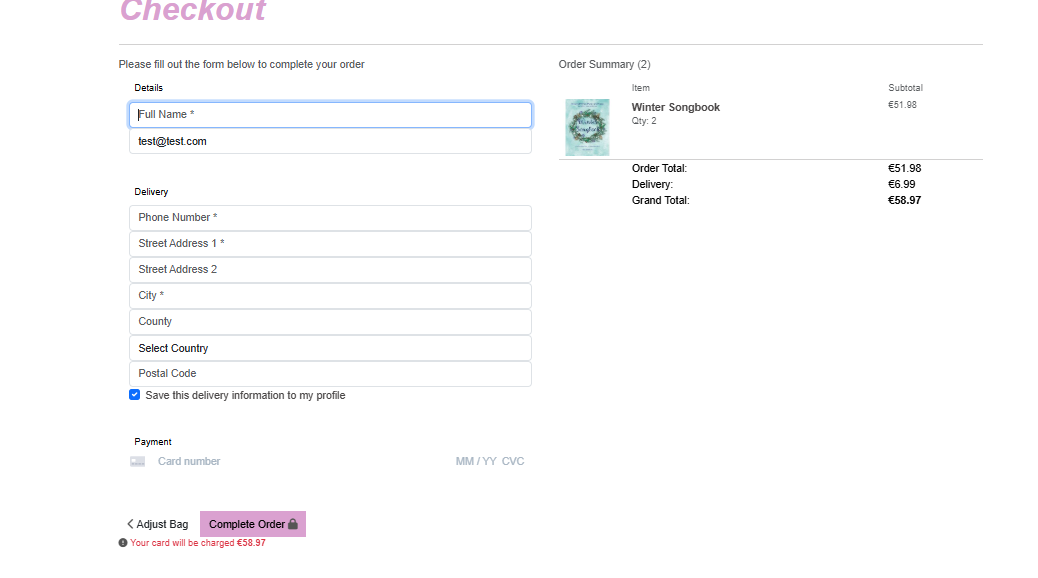 Checkout
Please fill out the form below to complete your order
Details
Full Name *
test@test.com
Delivery
Phone Number *
Street Address 1 *
Street Address 2
City *
County
Select Country
Postal Code
Save this delivery information to my profile
Payment
Card number MM / YY CVC
Adjust Bag Complete Order
Your card will be charged €58.97
Order Summary (2)
Item Subtotal
Winter Songbook €51.98
Qty: 2
Order Total: €51.98
Delivery: €6.99
Grand Total: €58.97